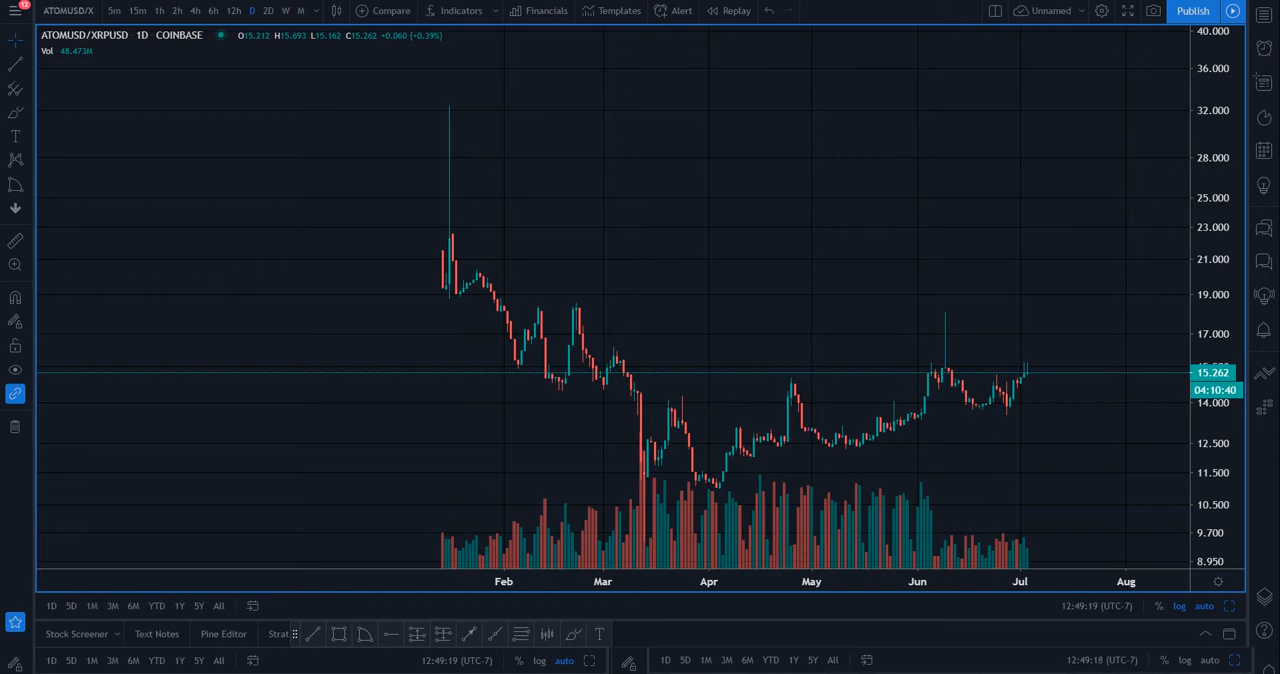 12
ATOMUSD/X 5m 15m 1h 2h 4h 6h 12h D 2D W M Compare Indicators Financials Templates Alert Replay Unnamed Publish
ATOMUSD/XRPUSD 1D COINBASE O15.212 H15.693 L15.162 C15.262 +0.060 (+0.39%)
Vol 48.473M
40.000
36.000
32.000
28.000
25.000
23.000
21.000
19.000
17.000
15.262
04:10:40
14.000
12.500
11.500
10.500
9.700
8.950
Feb Mar Apr May Jun Jul Aug
1D 5D 1M 3M 6M YTD 1Y 5Y All 12:49:19 (UTC-7) % log auto
Stock Screener Text Notes Pine Editor Strat
1D 5D 1M 3M 6M YTD 1Y 5Y All 12:49:19 (UTC-7) % log auto 1D 5D 1M 3M 6M YTD 1Y 5Y All 12:49:18 (UTC-7) % log auto